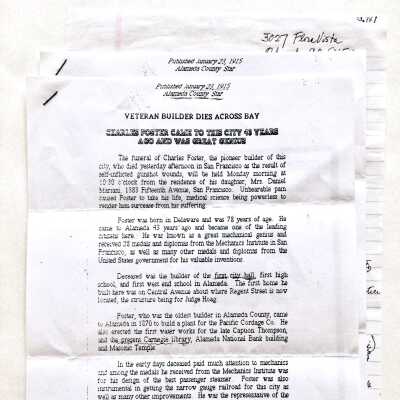 3027
Published January 23, 1915
Alameda County Star
Published January 23, 1915
Alameda County Star
VETERAN BUILDER DIES ACROSS BAY
CHARLES FOSTER CAME TO THE CITY 43 YEARS
AGO AND WAS GREAT GENIUS
The funeral of Charles Foster, the pioneer builder of this
city, who died yesterday afternoon in San Francisco as the result of
self-inflicted gunshot wounds, will be held Monday morning at
10:30 o'clock from the residence of his daughter, Mrs. Daniel
1383 Fifteenth Avenue, San Francisco. Unbearable pain
caused Foster to take his life, medical science being powerless to
render him surcease from his suffering.
Foster was born in Delaware and was 78 years of age. He
came to Alameda 43 years ago and became one of the leading
citizens here. He was known as a great mechanical genius and
received 28 medals and diplomas from the Mechanics Institute in San
Francisco, as well as many other medals and diplomas from the
United States government for his valuable inventions.
Deceased was the builder of the first city hall, first high
school, and first west end school in Alameda. The first home he
built here was on Central Avenue about where Regent Street is now
located, the structure being for Judge Hoag.
Foster, who was the oldest builder in Alameda County, came
to Alameda in 1870 to build a plant for the Pacific Cordage Co. He
also erected the first water works for the late Captain Thompson,
and the present Carnegie library, Alameda National Bank building
and Masonic Temple.
In the early days deceased paid much attention to mechanics
and among the medals he received from the Mechanics Institute was
for his design of the best passenger steamer. Foster was also
instrumental in getting the narrow gauge railroad for this city as
well as many other improvements. He was the representative of the